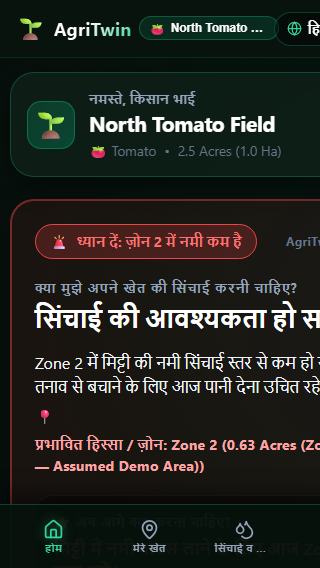 AgriTwin
North Tomato ...
हि
नमस्ते, किसान भाई
North Tomato Field
Tomato • 2.5 Acres (1.0 Ha)
ध्यान दें: ज़ोन 2 में नमी कम है
AgriT
क्या मुझे अपने खेत की सिंचाई करनी चाहिए?
सिंचाई की आवश्यकता हो स
Zone 2 में मिट्टी की नमी सिंचाई स्तर से कम हो
तनाव से बचाने के लिए आज पानी देना उचित रहे
प्रभावित हिस्सा / ज़ोन: Zone 2 (0.63 Acres (Zo
— Assumed Demo Area))
होम
मेरे खेत
सिंचाई व ...